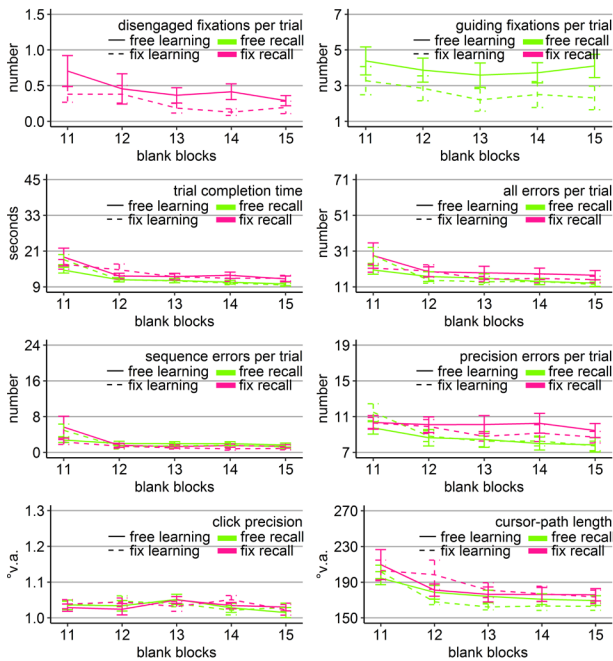 disengaged fixations per trial
free learning free recall
fix learning fix recall
number
1.5
1.0
0.5
0.0
11 12 13 14 15
blank blocks
guiding fixations per trial
free learning free recall
fix learning fix recall
number
7
5
3
1
11 12 13 14 15
blank blocks
trial completion time
free learning free recall
fix learning fix recall
seconds
45
33
21
9
11 12 13 14 15
blank blocks
all errors per trial
free learning free recall
fix learning fix recall
number
71
51
31
11
11 12 13 14 15
blank blocks
sequence errors per trial
free learning free recall
fix learning fix recall
number
24
16
8
0
11 12 13 14 15
blank blocks
precision errors per trial
free learning free recall
fix learning fix recall
number
19
15
11
7
11 12 13 14 15
blank blocks
click precision
free learning free recall
fix learning fix recall
°v.a.
1.3
1.2
1.1
1.0
11 12 13 14 15
blank blocks
cursor-path length
free learning free recall
fix learning fix recall
°v.a.
270
230
190
150
11 12 13 14 15
blank blocks